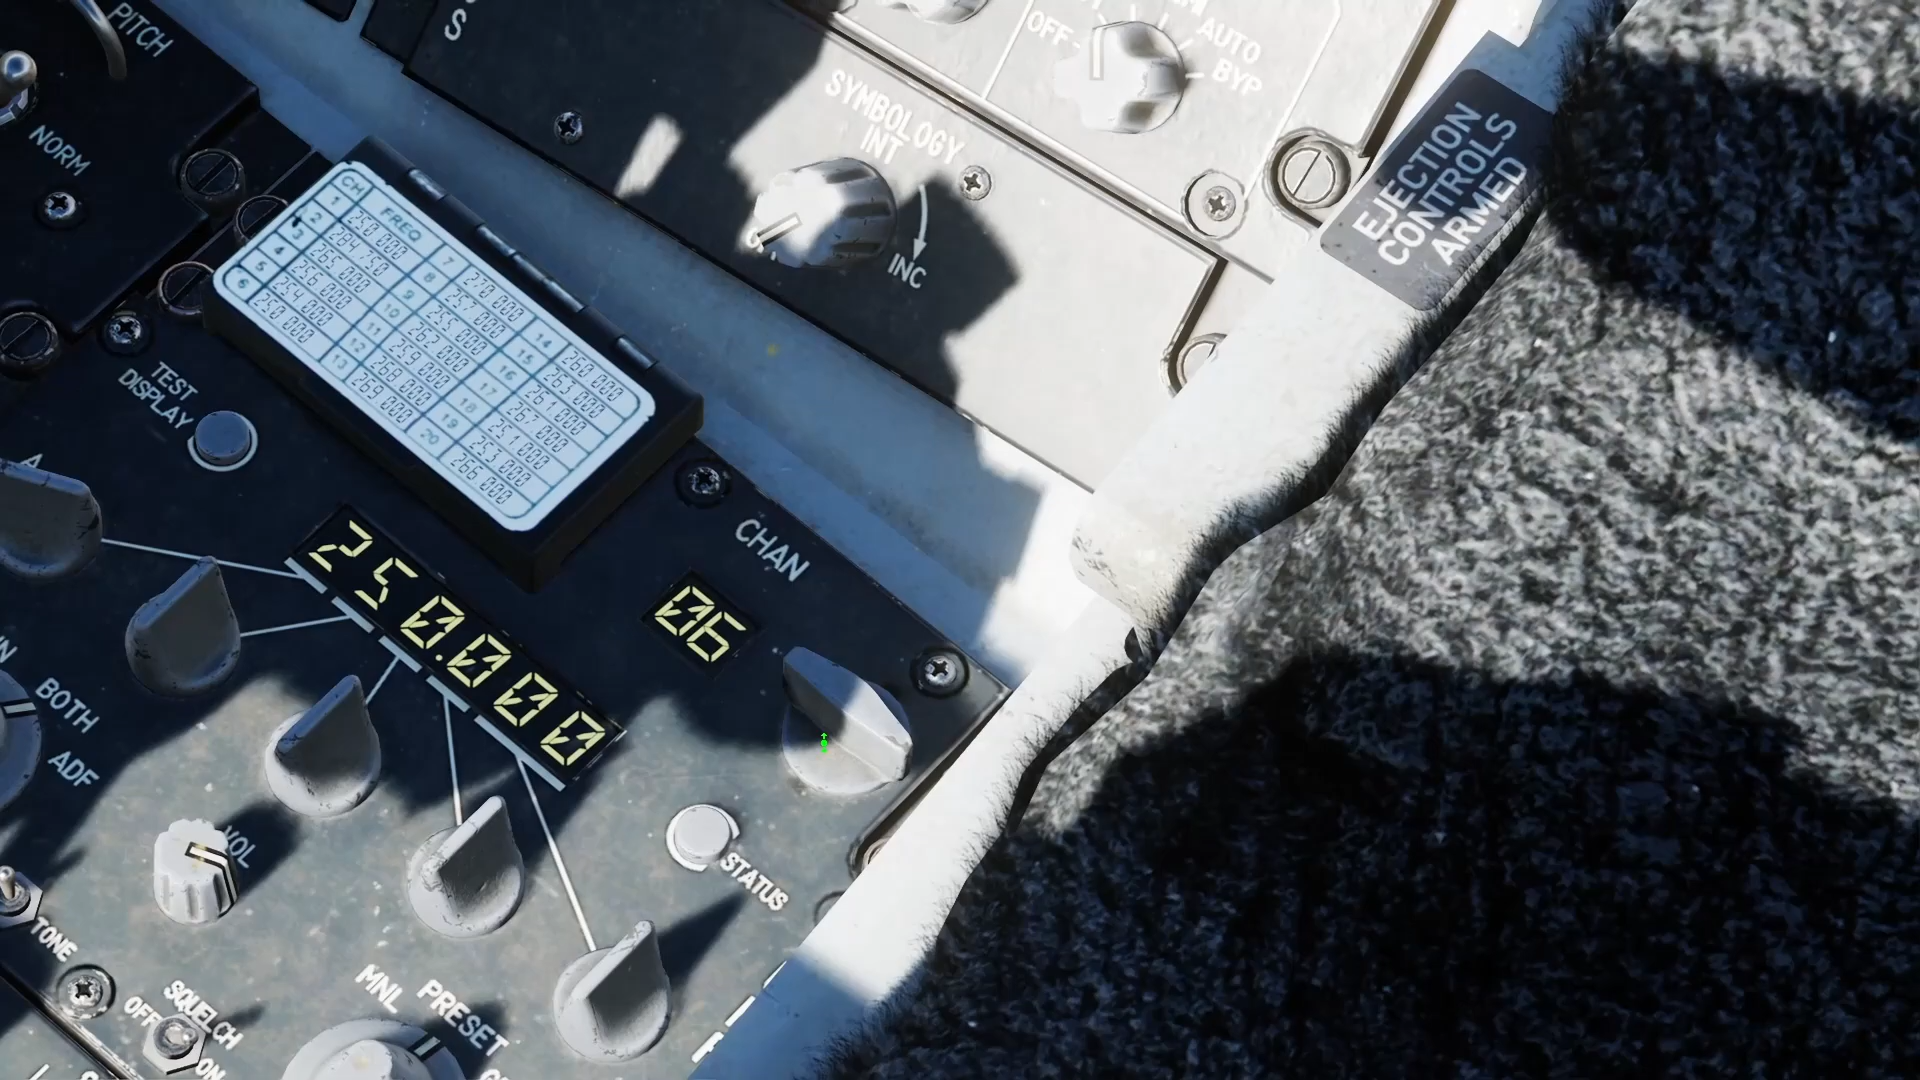 PITCH
NORM
S
OFF
AUTO
BYP
SYMBOLOGY
INT
INC
EJECTION
CONTROLS
ARMED
CH FREQ
1 250 000
2 284 750
3 265 000
4 256 000
5 254 000
6 250 000
7 270 000
8 257 000
9 255 000
10 262 000
11 259 000
12 268 000
13 269 000
14 260 000
15 263 000
16 261 000
17 267 000
18 251 000
19 253 000
20 266 000
TEST
DISPLAY
A
CHAN
250.000
06
BOTH
ADF
VOL
STATUS
TONE
SQUELCH
OFF
ON
MNL
PRESET